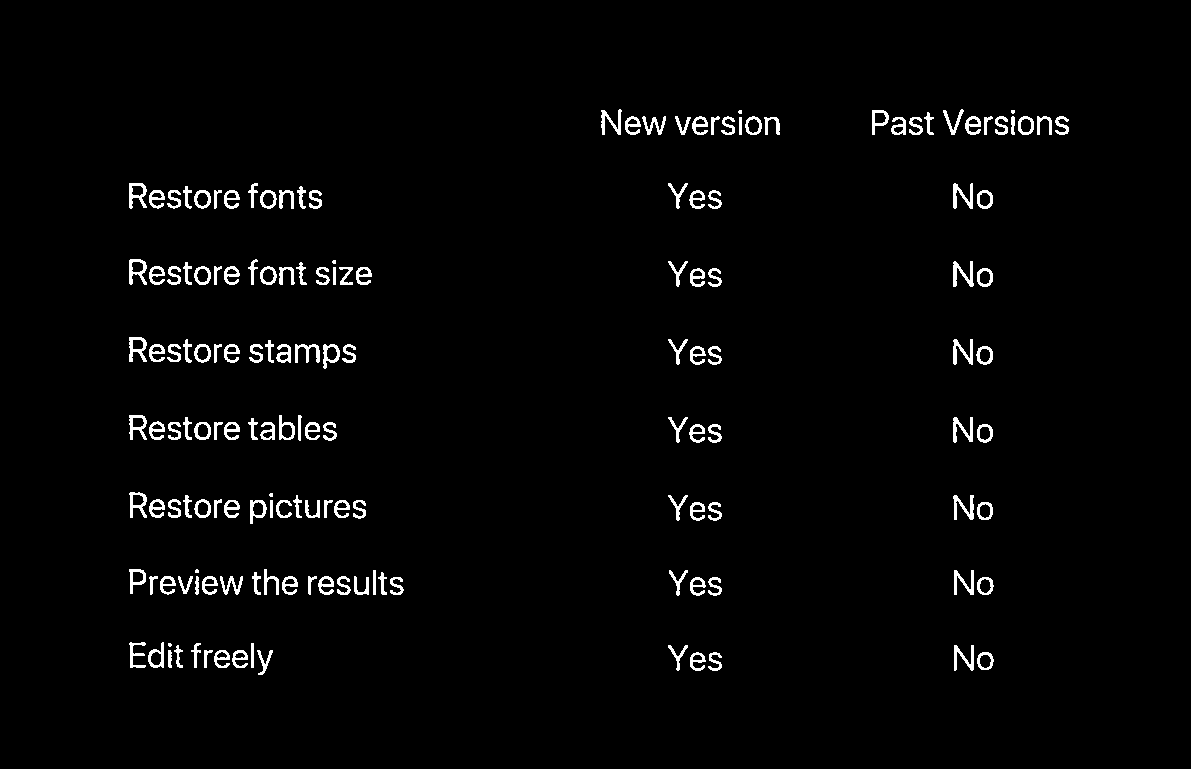 New version Past Versions
Restore fonts Yes No
Restore font size Yes No
Restore stamps Yes No
Restore tables Yes No
Restore pictures Yes No
Preview the results Yes No
Edit freely Yes No